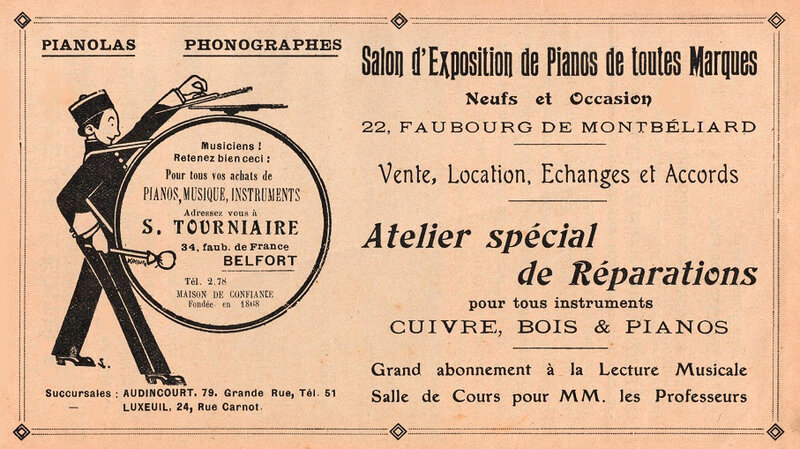 PIANOLAS PHONOGRAPHES
Musiciens !
Retenez bien ceci :
Pour tous vos achats de
PIANOS, MUSIQUE, INSTRUMENTS
Adressez vous à
S. TOURNIAIRE
34, faub. de France
BELFORT
Tél. 2.78
MAISON DE CONFIANCE
Fondée en 1868
S.
Succursales : AUDINCOURT, 79, Grande Rue, Tél. 51
— LUXEUIL, 24, Rue Carnot.
Salon d'Exposition de Pianos de toutes Marques
Neufs et Occasion
22, FAUBOURG DE MONTBÉLIARD
Vente, Location, Echanges et Accords
Atelier spécial
de Réparations
pour tous instruments
CUIVRE, BOIS & PIANOS
Grand abonnement à la Lecture Musicale
Salle de Cours pour MM. les Professeurs